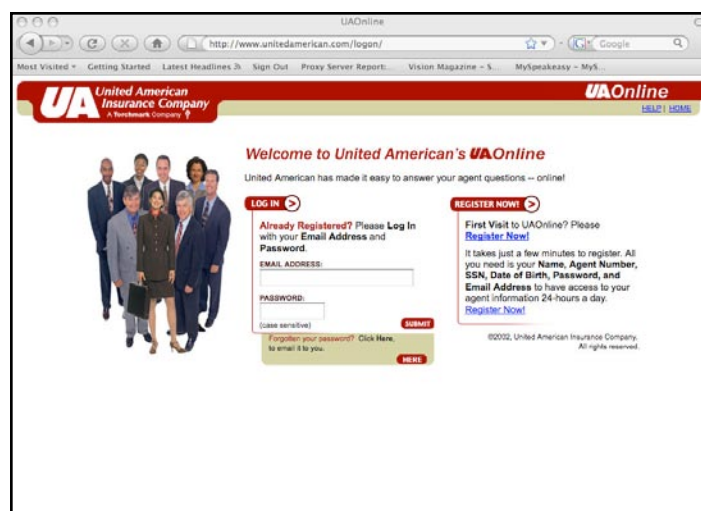 UAOnline
http://www.unitedamerican.com/logon/
Google
Most Visited Getting Started Latest Headlines Sign Out Proxy Server Report:... Vision Magazine – S... MySpeakeasy – MyS...
UA United American
Insurance Company
A Torchmark Company
UAOnline
HELP | HOME
Welcome to United American's UAOnline
United American has made it easy to answer your agent questions -- online!
LOG IN >
Already Registered? Please Log In
with your Email Address and
Password.
EMAIL ADDRESS:
PASSWORD:
(case sensitive)
SUBMIT
Forgotten your password? Click Here,
to email it to you.
HERE
REGISTER NOW! >
First Visit to UAOnline? Please
Register Now!
It takes just a few minutes to register. All
you need is your Name, Agent Number,
SSN, Date of Birth, Password, and
Email Address to have access to your
agent information 24-hours a day.
Register Now!
©2002, United American Insurance Company.
All rights reserved.